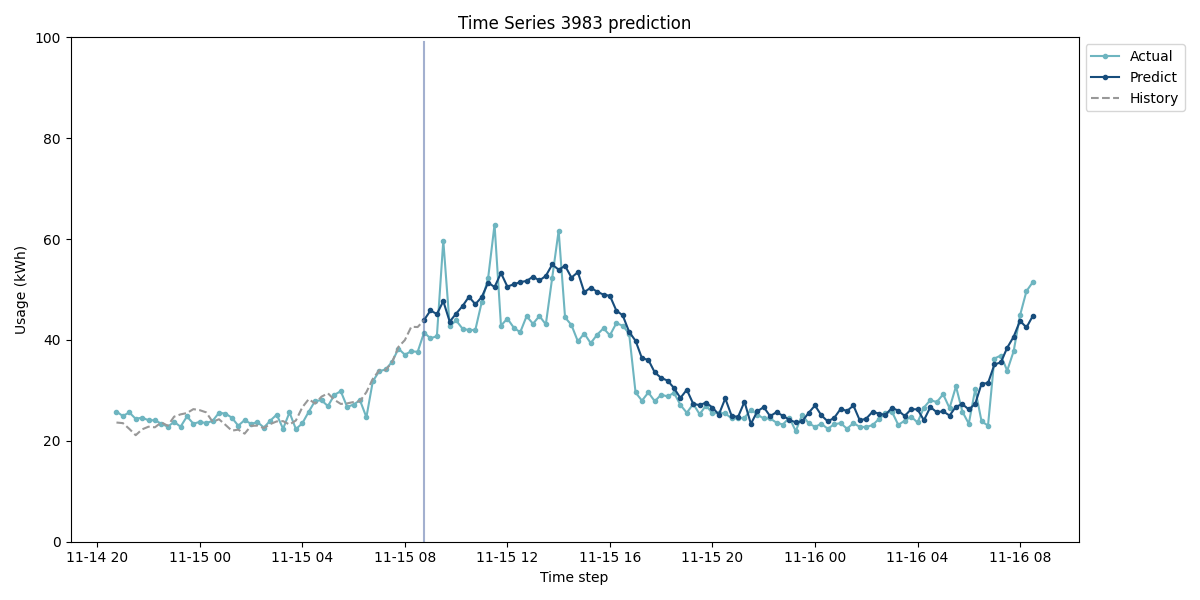 Time Series 3983 prediction
Usage (kWh)
100
80
60
40
20
0
11-14 20
11-15 00
11-15 04
11-15 08
11-15 12
11-15 16
11-15 20
11-16 00
11-16 04
11-16 08
Time step
Actual
Predict
History